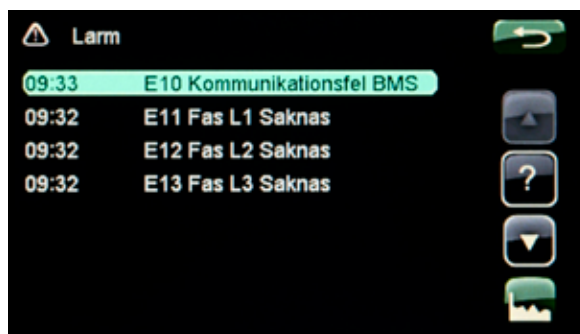 Larm
09:33 E10 Kommunikationsfel BMS
09:32 E11 Fas L1 Saknas
09:32 E12 Fas L2 Saknas
09:32 E13 Fas L3 Saknas
?